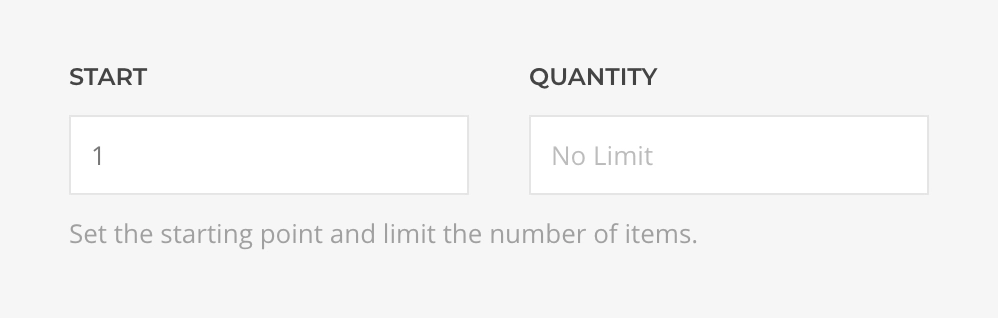 START
QUANTITY
1
No Limit
Set the starting point and limit the number of items.